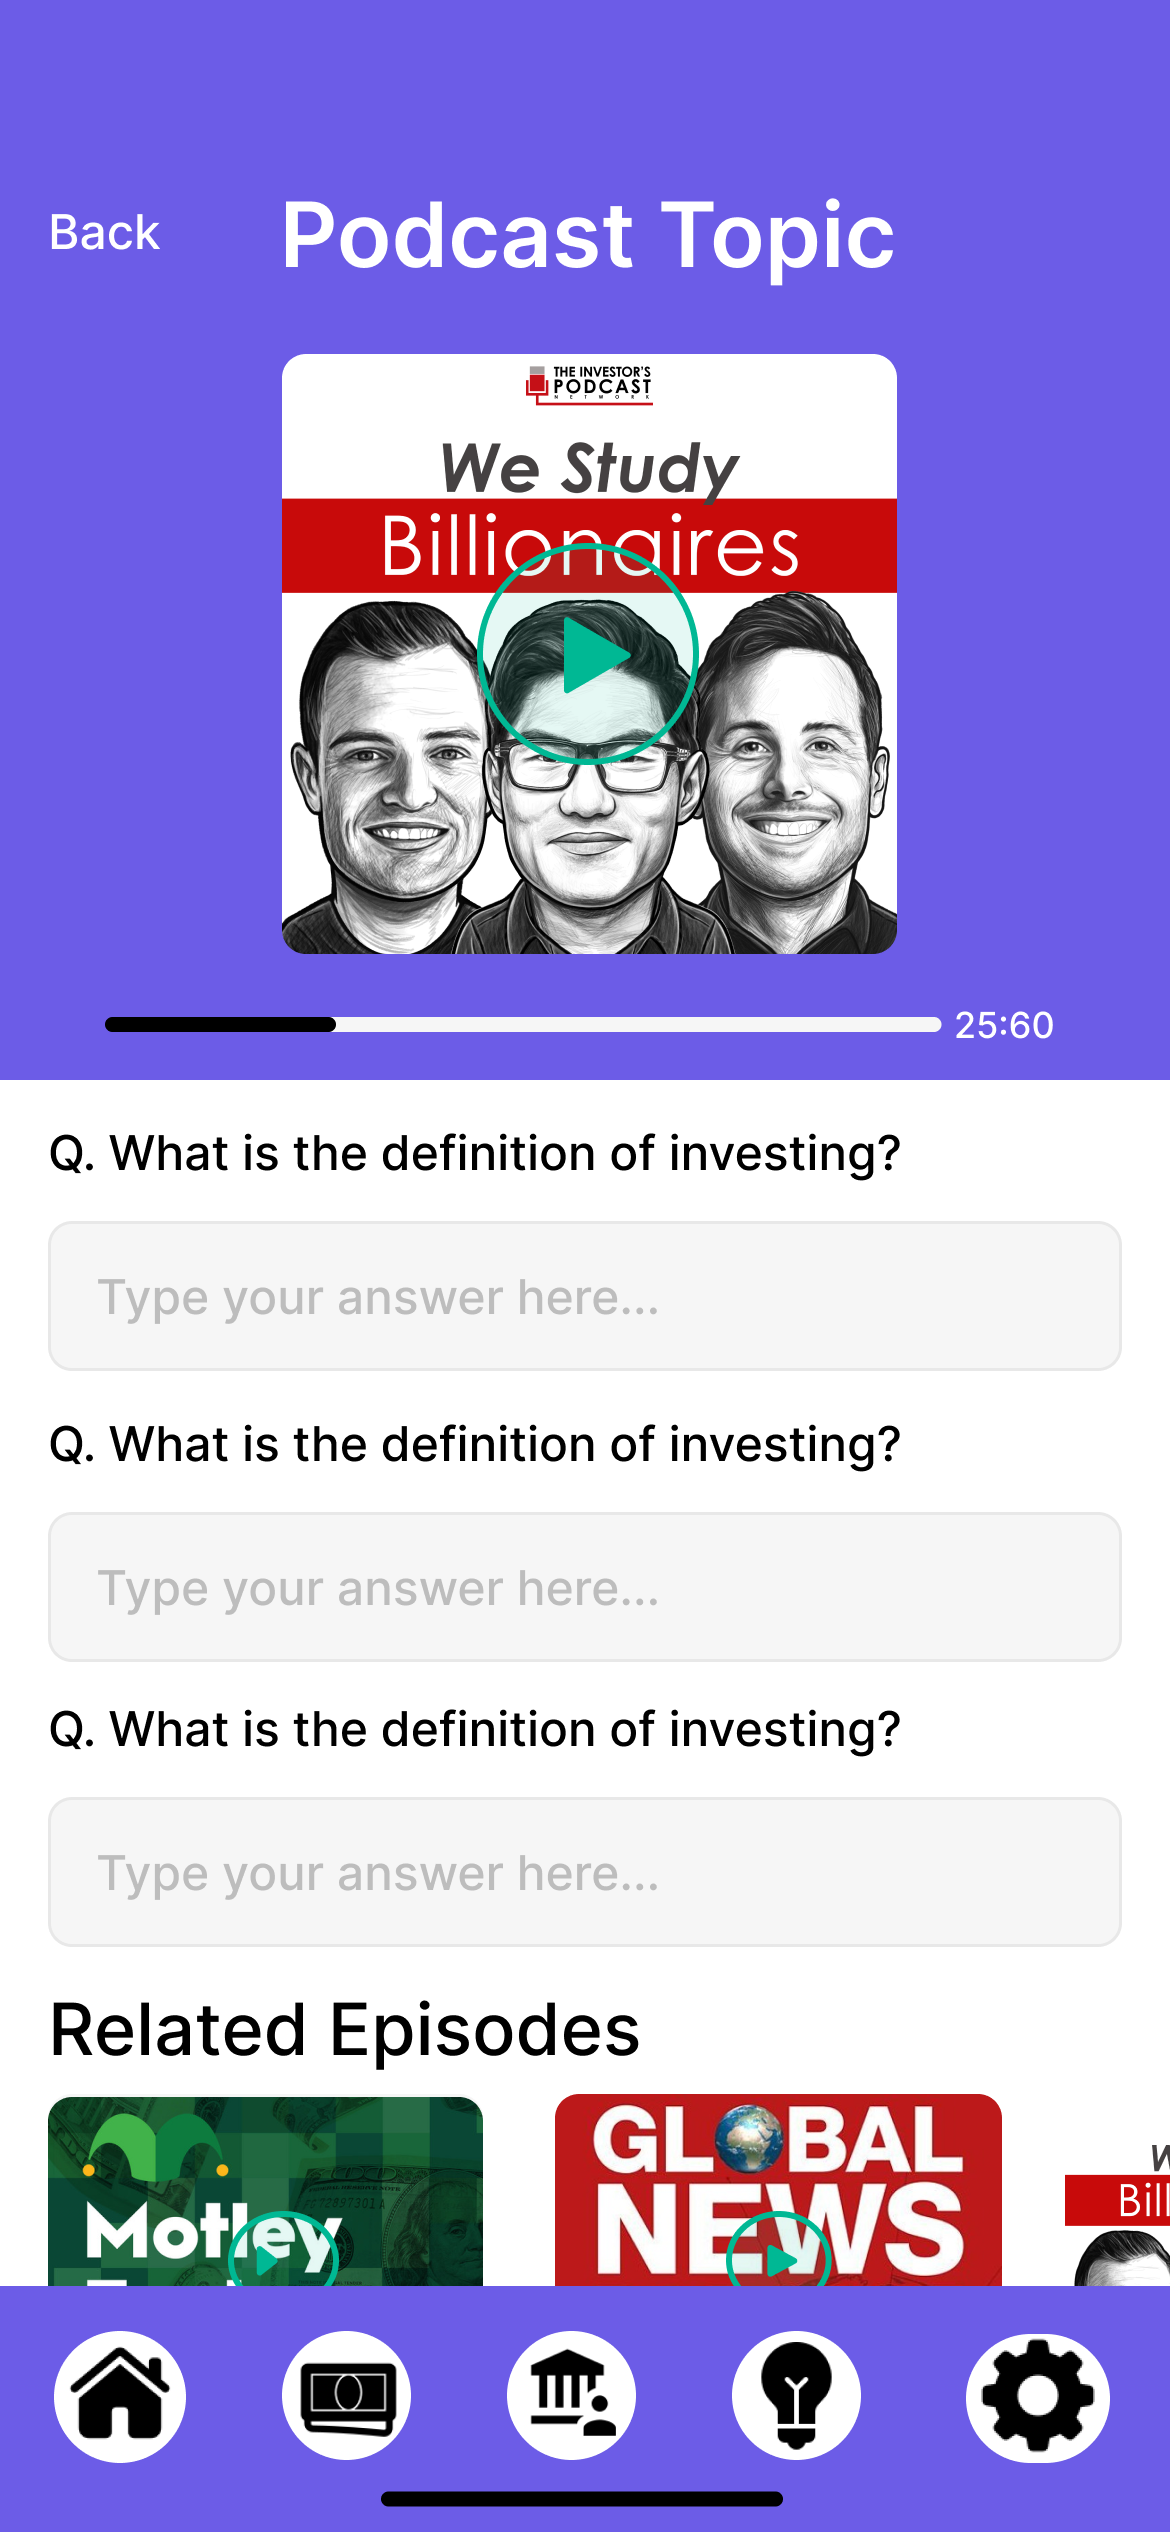 Back
Podcast Topic
THE INVESTOR'S
PODCAST
NETWORK
We Study
Billionaires
25:60
Q. What is the definition of investing?
Type your answer here...
Q. What is the definition of investing?
Type your answer here...
Q. What is the definition of investing?
Type your answer here...
Related Episodes
Motley
GLOBAL
NEWS
W
Bill